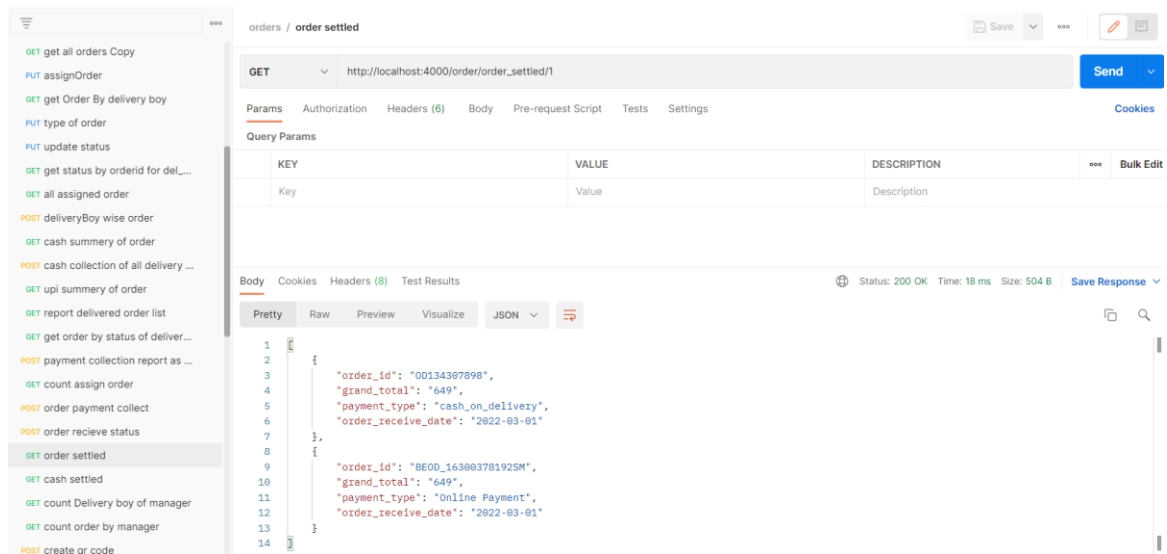 GET get all orders Copy
PUT assignOrder
GET get Order By delivery boy
PUT type of order
PUT update status
GET get status by orderid for del_...
GET all assigned order
POST deliveryBoy wise order
GET cash summery of order
POST cash collection of all delivery ...
GET upi summery of order
GET report delivered order list
GET get order by status of deliver...
POST payment collection report as ...
GET count assign order
POST order payment collect
POST order recieve status
GET order settled
GET cash settled
GET count Delivery boy of manager
GET count order by manager
POST create qr code
orders / order settled
Save
GET http://localhost:4000/order/order_settled/1 Send
Params Authorization Headers (6) Body Pre-request Script Tests Settings Cookies
Query Params
KEY VALUE DESCRIPTION Bulk Edit
Key Value Description
Body Cookies Headers (8) Test Results Status: 200 OK Time: 18 ms Size: 504 B Save Response
Pretty Raw Preview Visualize JSON
1 [
2 {
3 "order_id": "OD134307898",
4 "grand_total": "649",
5 "payment_type": "cash_on_delivery",
6 "order_receive_date": "2022-03-01"
7 },
8 {
9 "order_id": "BEOD_16300378192SM",
10 "grand_total": "649",
11 "payment_type": "Online Payment",
12 "order_receive_date": "2022-03-01"
13 }
14 ]